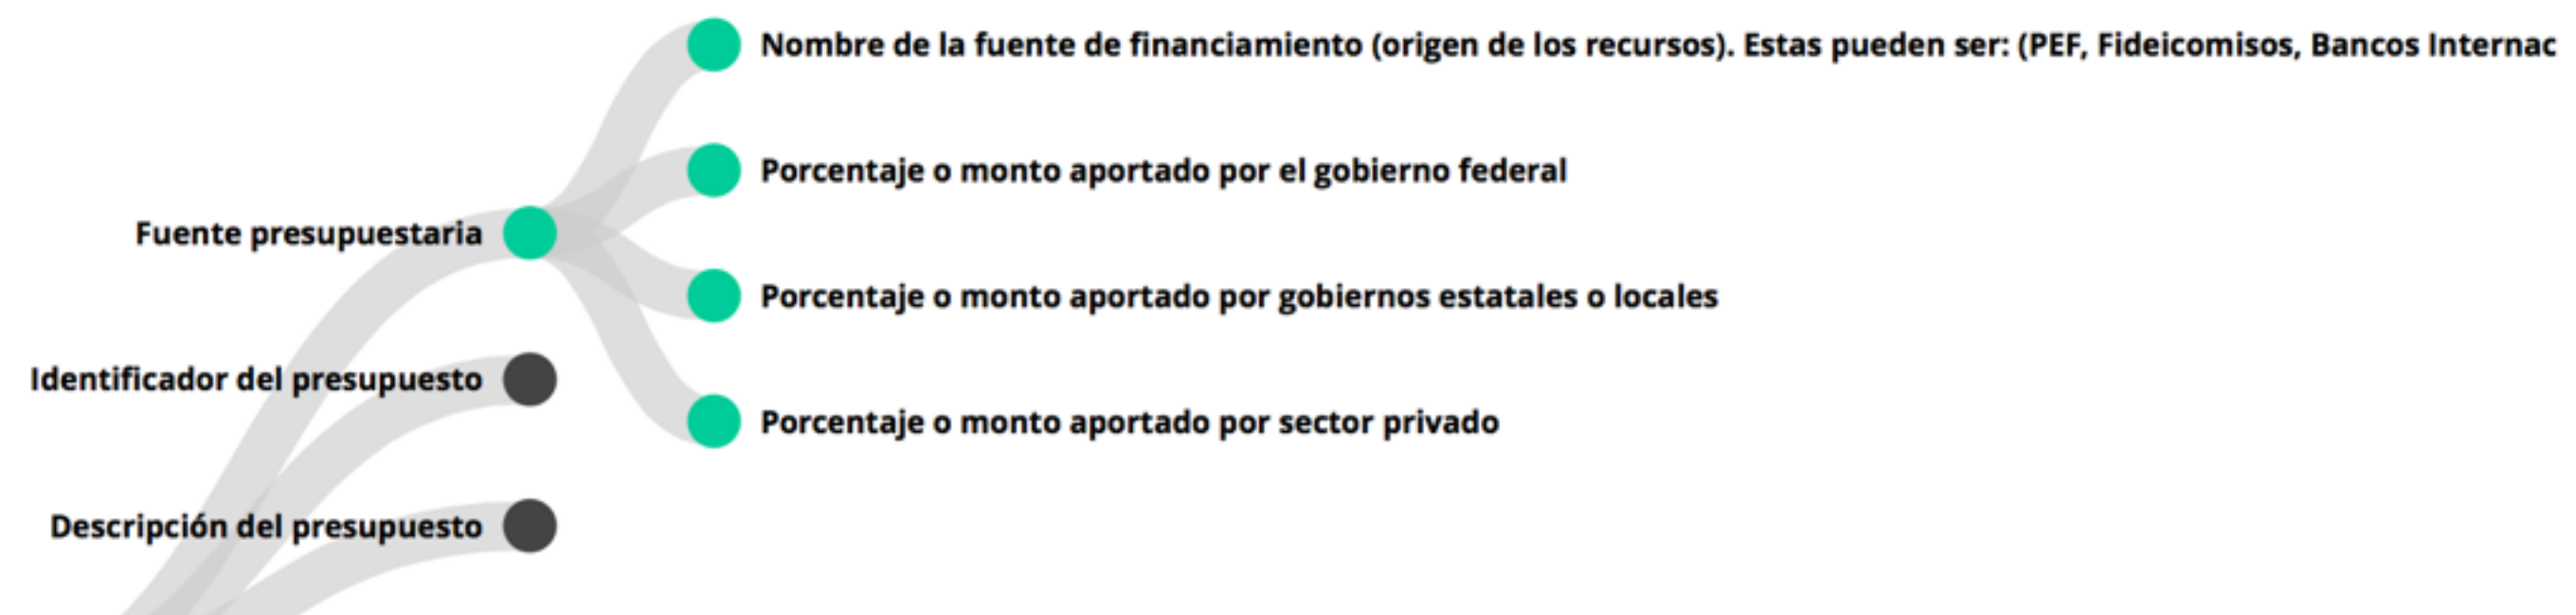 Nombre de la fuente de financiamiento (origen de los recursos). Estas pueden ser: (PEF, Fideicomisos, Bancos Internac
Porcentaje o monto aportado por el gobierno federal
Fuente presupuestaria
Porcentaje o monto aportado por gobiernos estatales o locales
Identificador del presupuesto
Porcentaje o monto aportado por sector privado
Descripción del presupuesto